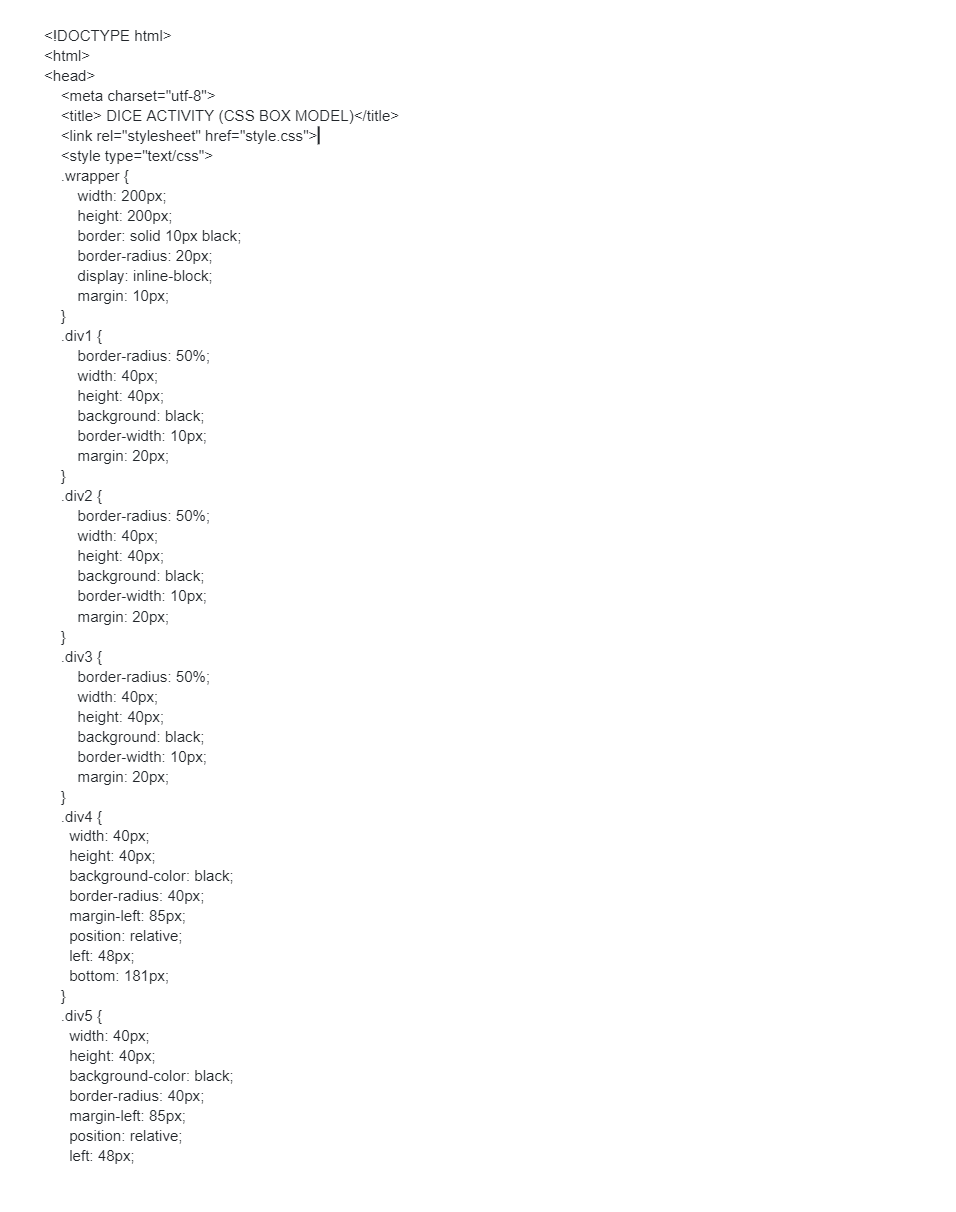 <!DOCTYPE html>
<html>
<head>
<meta charset="utf-8">
<title> DICE ACTIVITY (CSS BOX MODEL)</title>
<link rel="stylesheet" href="style.css">
<style type="text/css">
.wrapper {
width: 200px;
height: 200px;
border: solid 10px black;
border-radius: 20px;
display: inline-block;
margin: 10px;
}
.div1 {
border-radius: 50%;
width: 40px;
height: 40px;
background: black;
border-width: 10px;
margin: 20px;
}
.div2 {
border-radius: 50%;
width: 40px;
height: 40px;
background: black;
border-width: 10px;
margin: 20px;
}
.div3 {
border-radius: 50%;
width: 40px;
height: 40px;
background: black;
border-width: 10px;
margin: 20px;
}
.div4 {
width: 40px;
height: 40px;
background-color: black;
border-radius: 40px;
margin-left: 85px;
position: relative;
left: 48px;
bottom: 181px;
}
.div5 {
width: 40px;
height: 40px;
background-color: black;
border-radius: 40px;
margin-left: 85px;
position: relative;
left: 48px;